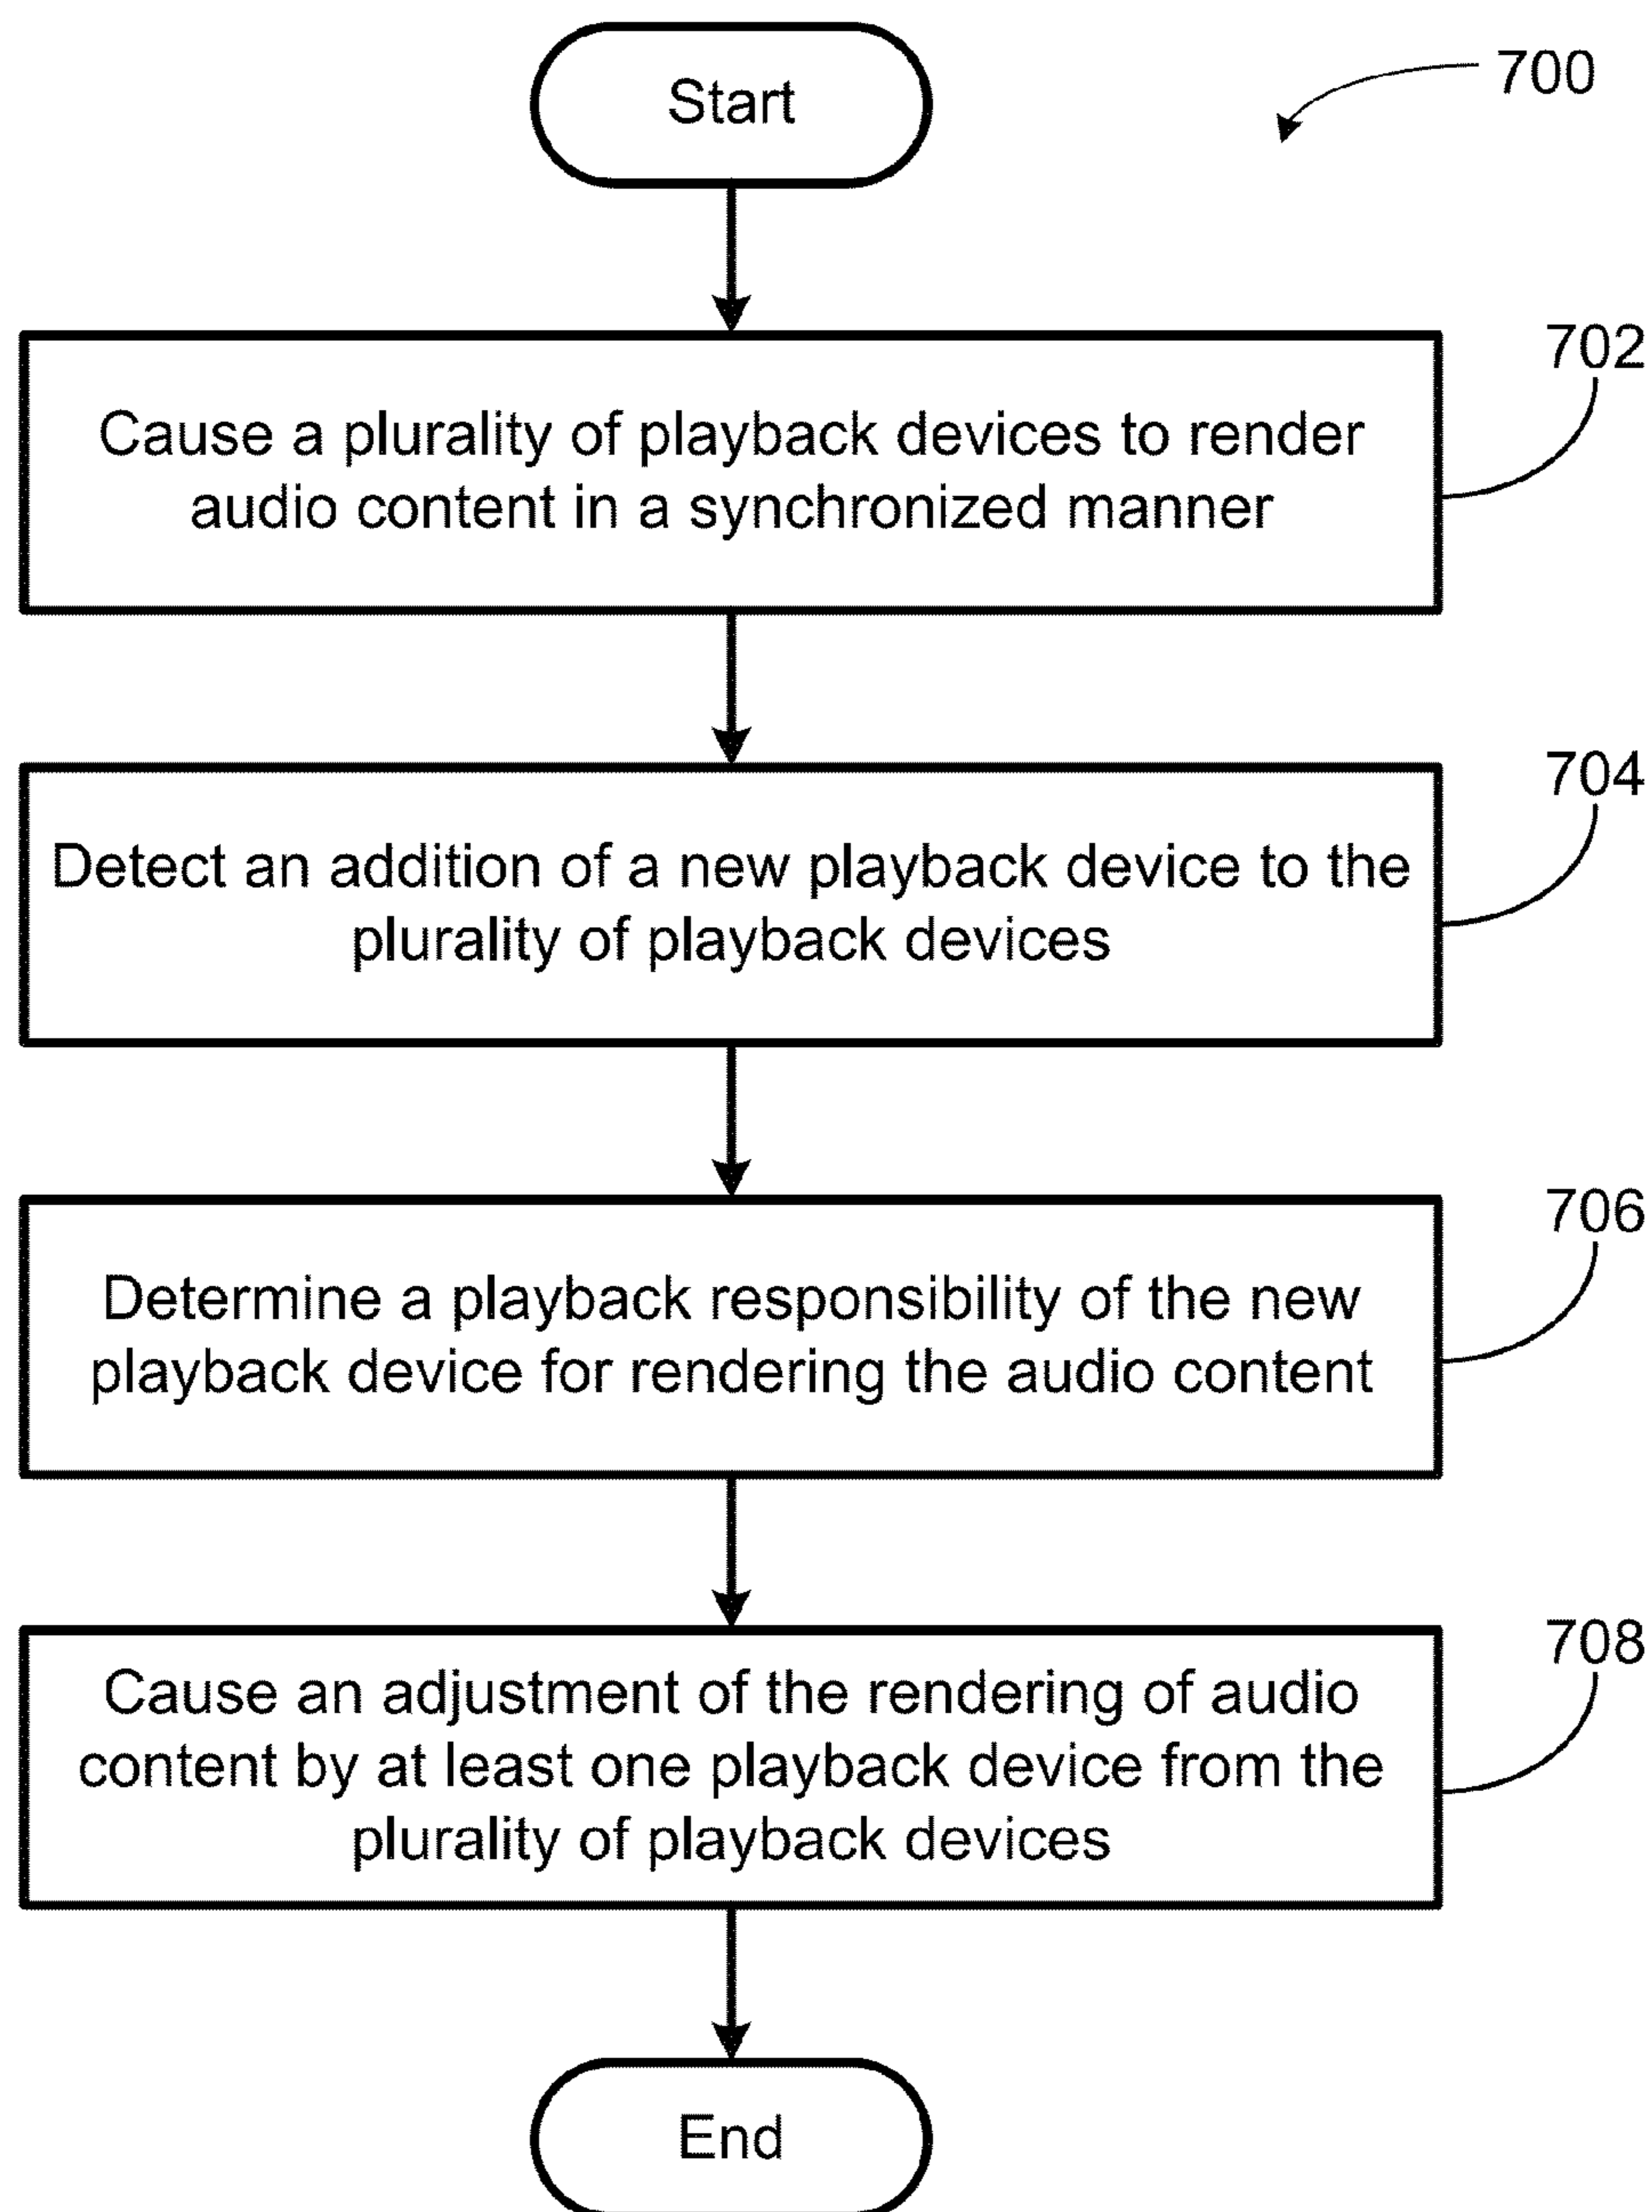 Start
700
702
Cause a plurality of playback devices to render
audio content in a synchronized manner
704
Detect an addition of a new playback device to the
plurality of playback devices
706
Determine a playback responsibility of the new
playback device for rendering the audio content
708
Cause an adjustment of the rendering of audio
content by at least one playback device from the
plurality of playback devices
End